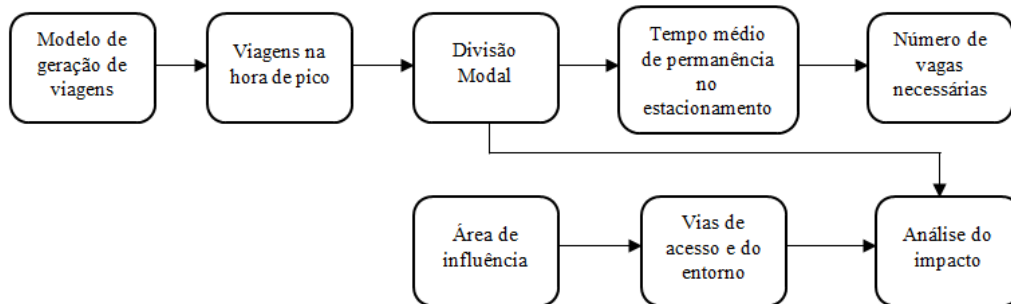 Modelo de
geração de
viagens
Viagens na
hora de pico
Divisão
Modal
Tempo médio
de permanência
no
estacionamento
Número de
vagas
necessárias
Área de
influência
Vias de
acesso e do
entorno
Análise do
impacto